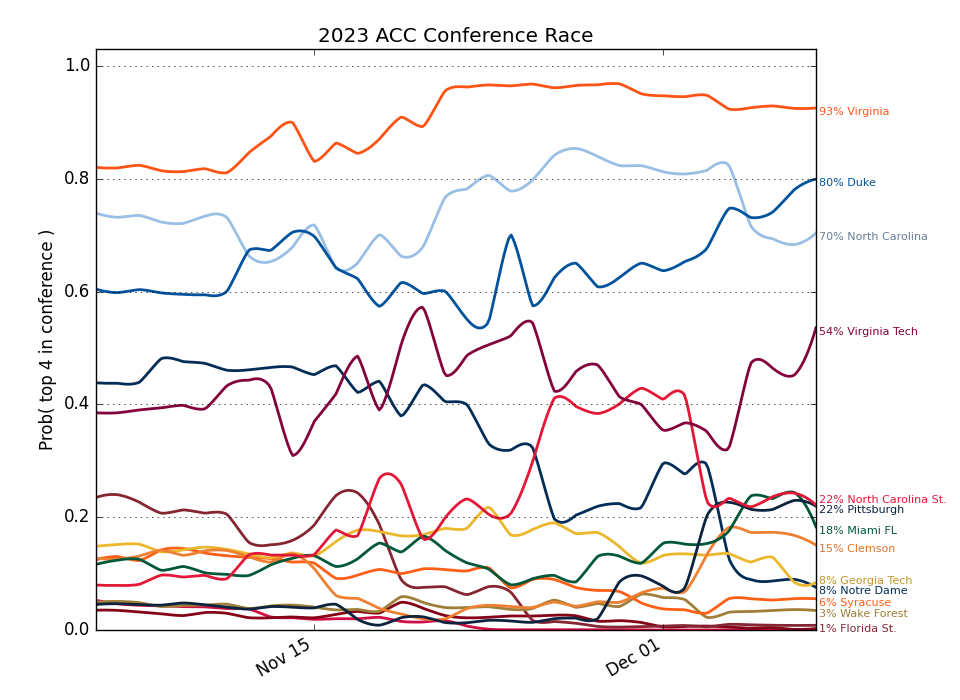 2023 ACC Conference Race
Prob( top 4 in conference )
1.0
0.8
0.6
0.4
0.2
0.0
Nov 15
Dec 01
93% Virginia
80% Duke
70% North Carolina
54% Virginia Tech
22% North Carolina St.
22% Pittsburgh
18% Miami FL
15% Clemson
8% Georgia Tech
8% Notre Dame
6% Syracuse
3% Wake Forest
1% Florida St.